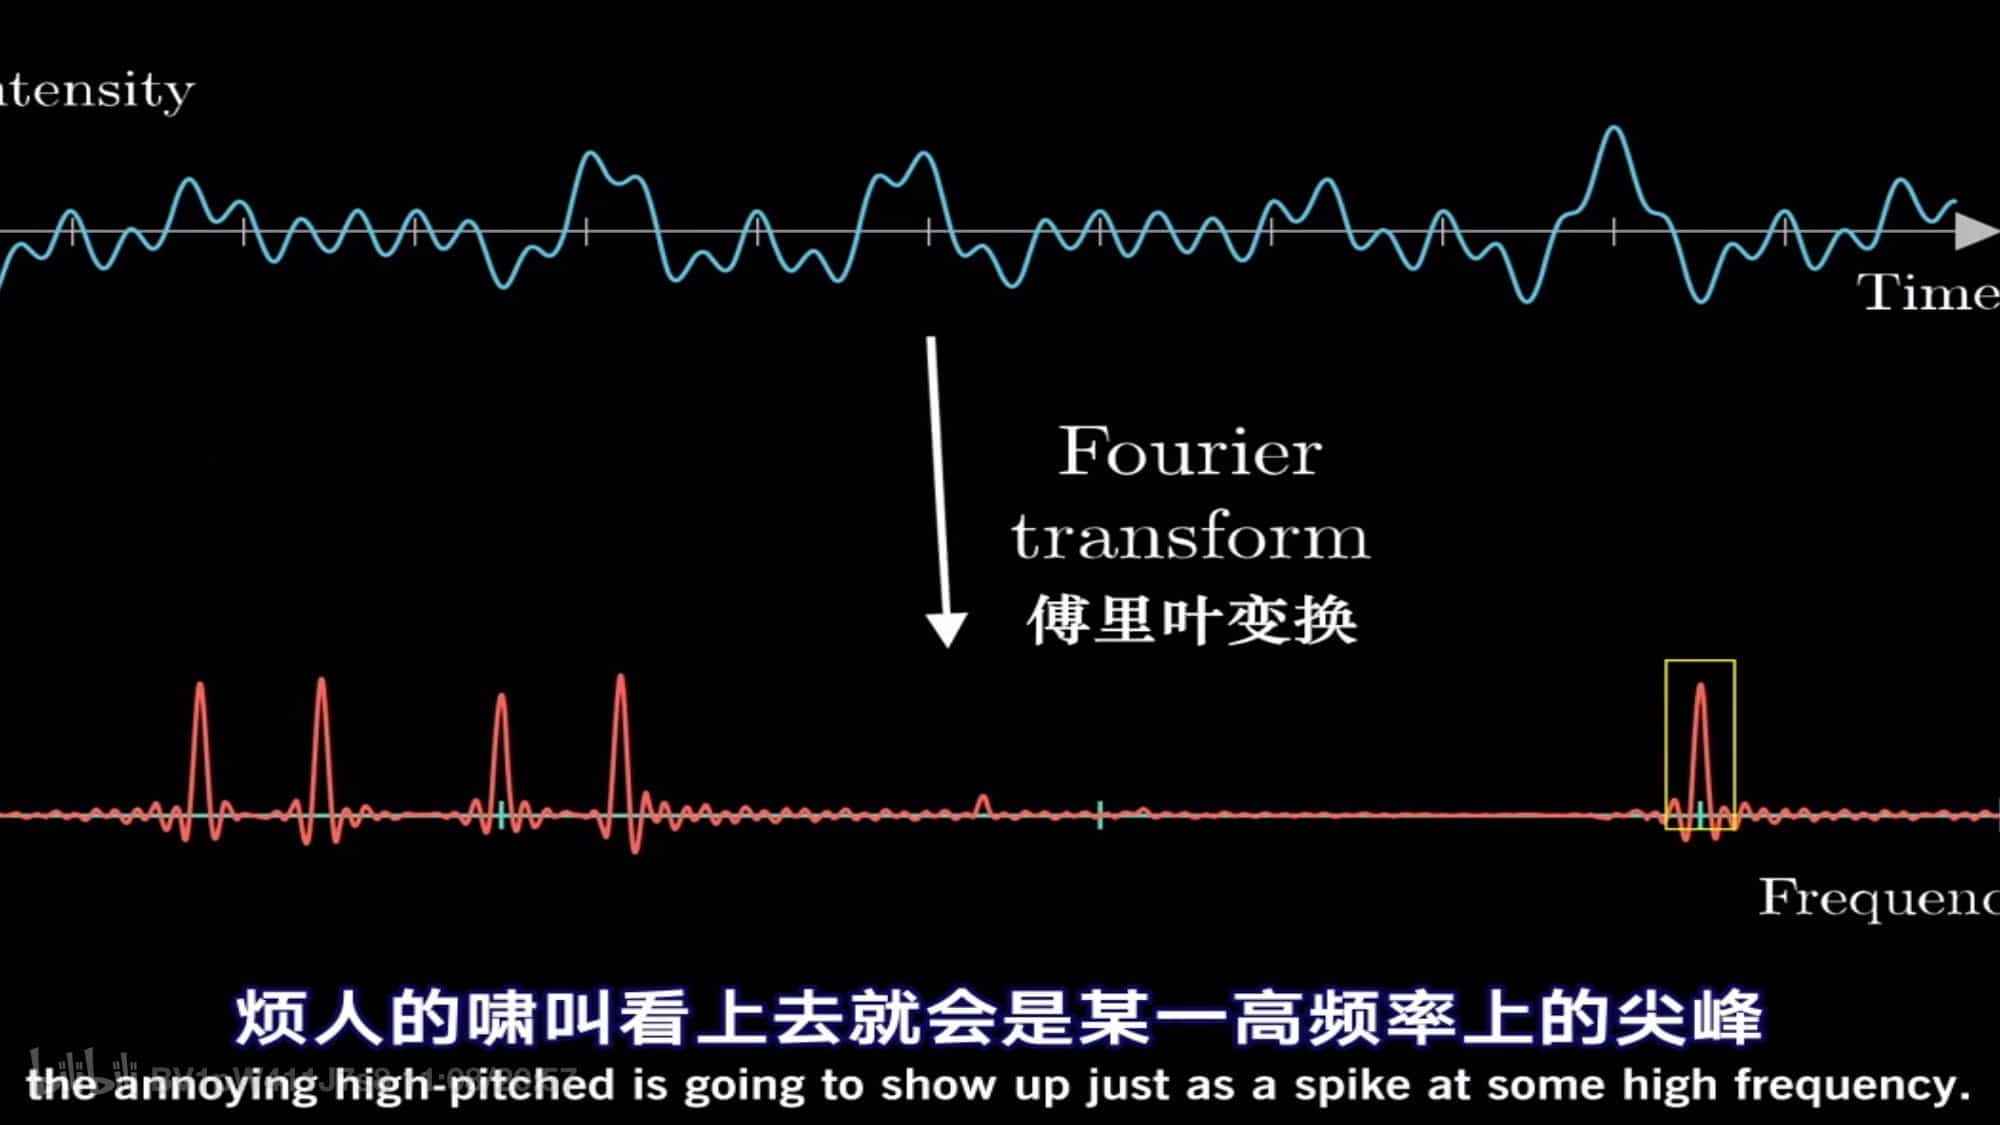 ntensity
Time
Fourier
transform
傅里叶变换
Frequenc
烦人的啸叫看上去就会是某一高频率上的尖峰
the annoying high-pitched is going to show up just as a spike at some high frequency.